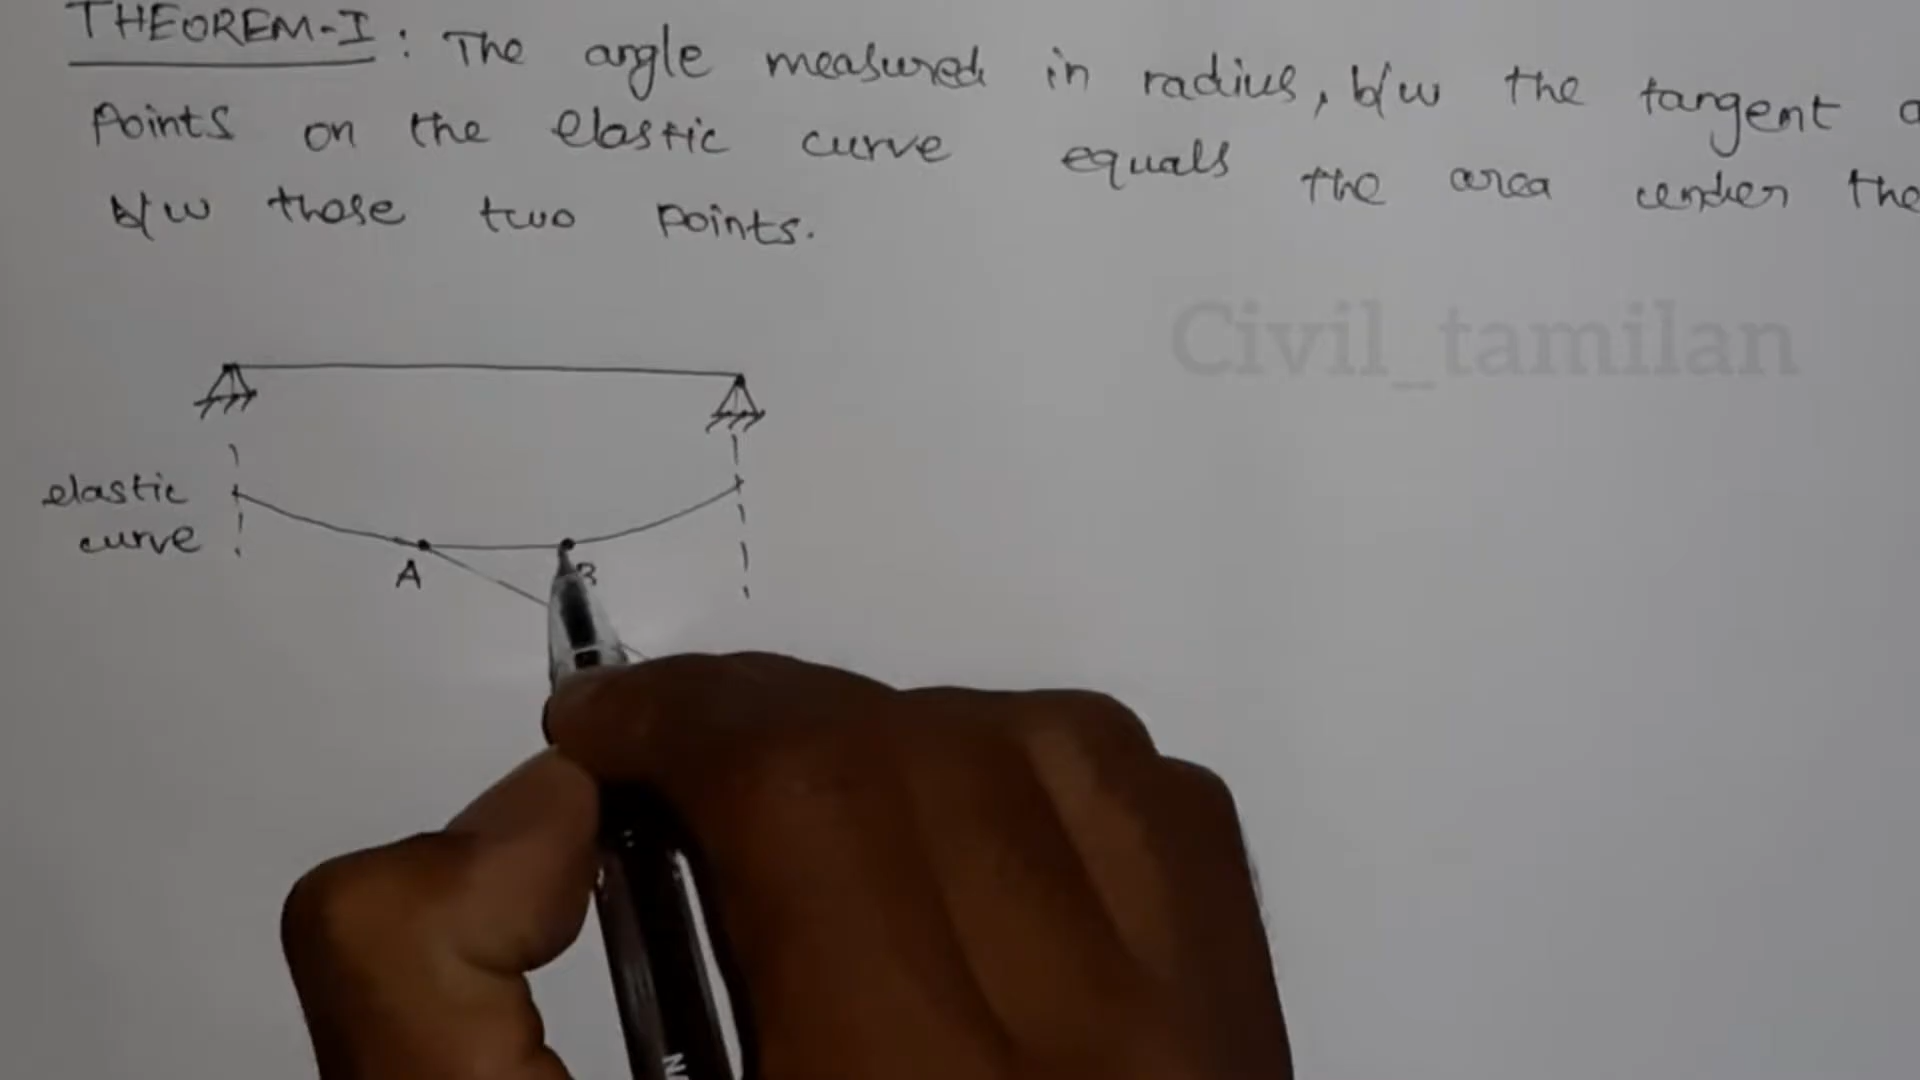 THEOREM-I : The angle measured in radius, b/w the tangent
Points on the elastic curve equals the area under the
b/w those two points.
Civil_tamilan
elastic
curve
A
B